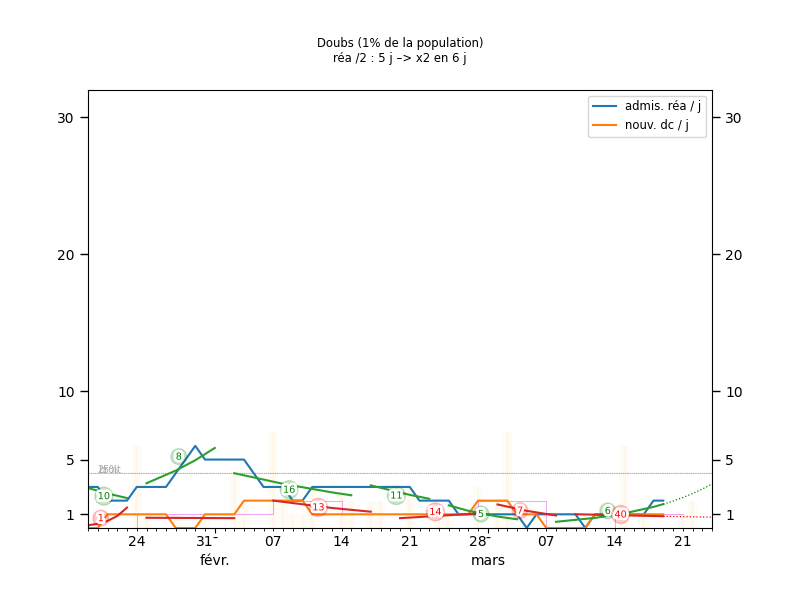 Doubs (1% de la population)
réa /2 : 5 j –> x2 en 6 j
admis. réa / j
nouv. dc / j
30 30
20 20
10 10
5 5
1 1
10 1 8 16 13 11 14 5 7 6 40
24 31 07 14 21 28 07 14 21
févr. mars